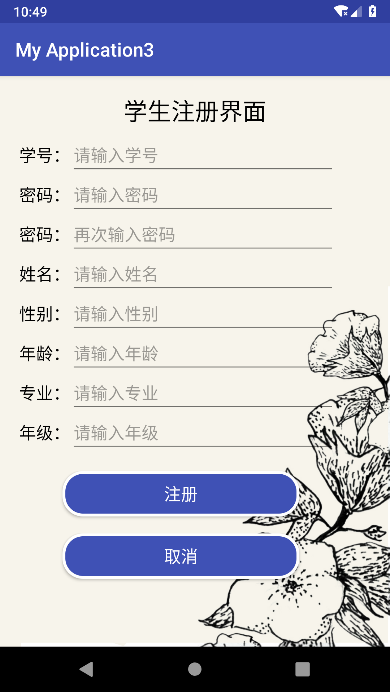 10:49
My Application3
学生注册界面
学号： 请输入学号
密码： 请输入密码
密码： 再次输入密码
姓名： 请输入姓名
性别： 请输入性别
年龄： 请输入年龄
专业： 请输入专业
年级： 请输入年级
注册
取消